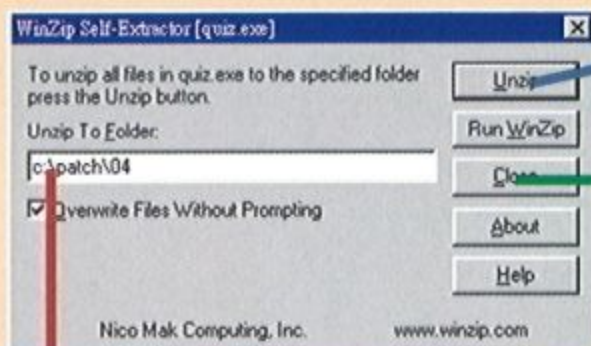 WinZip Self-Extractor [quiz.exe]
To unzip all files in quiz.exe to the specified folder
press the Unzip button.
Unzip To Folder:
c:\patch\04
Overwrite Files Without Prompting
Unzip
Run WinZip
Close
About
Help
Nico Mak Computing, Inc. www.winzip.com